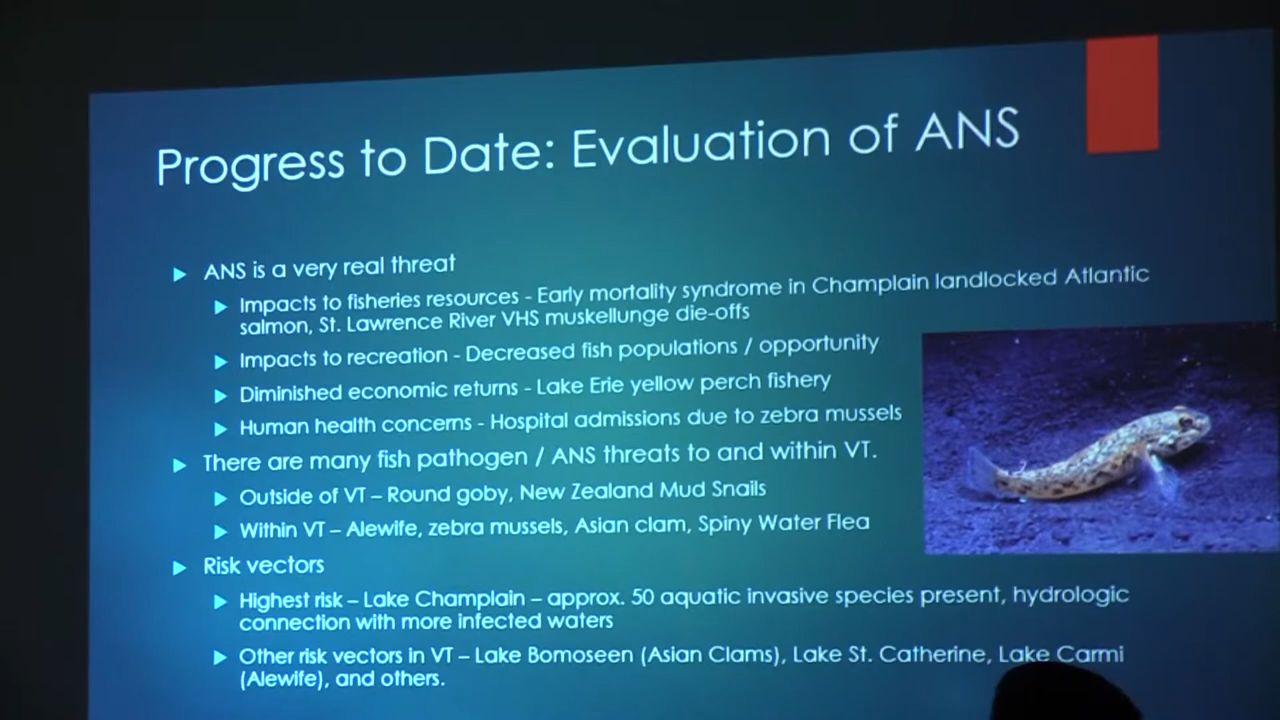 Progress to Date: Evaluation of ANS
ANS is a very real threat
Impacts to fisheries resources - Early mortality syndrome in Champlain landlocked Atlantic
salmon, St. Lawrence River VHS muskellunge die-offs
Impacts to recreation - Decreased fish populations / opportunity
Diminished economic returns - Lake Erie yellow perch fishery
Human health concerns - Hospital admissions due to zebra mussels
There are many fish pathogen / ANS threats to and within VT.
Outside of VT – Round goby, New Zealand Mud Snails
Within VT – Alewife, zebra mussels, Asian clam, Spiny Water Flea
Risk vectors
Highest risk – Lake Champlain – approx. 50 aquatic invasive species present, hydrologic
connection with more infected waters
Other risk vectors in VT – Lake Bomoseen (Asian Clams), Lake St. Catherine, Lake Carmi
(Alewife), and others.